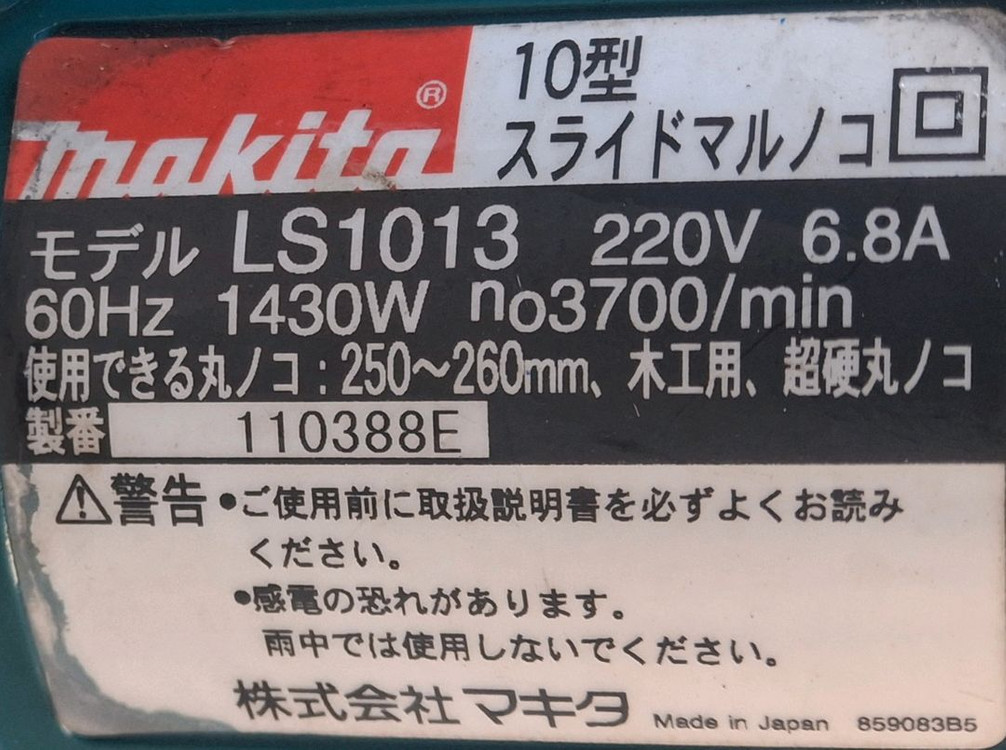 makita®
10型
スライドマルノコ
モデル LS1013 220V 6.8A
60Hz 1430W no3700/min
使用できる丸ノコ:250~260mm、木工用、超硬丸ノコ
製番 110388E
⚠警告 •ご使用前に取扱説明書を必ずよくお読み
ください。
•感電の恐れがあります。
雨中では使用しないでください。
株式会社マキタ Made in Japan 859083B5